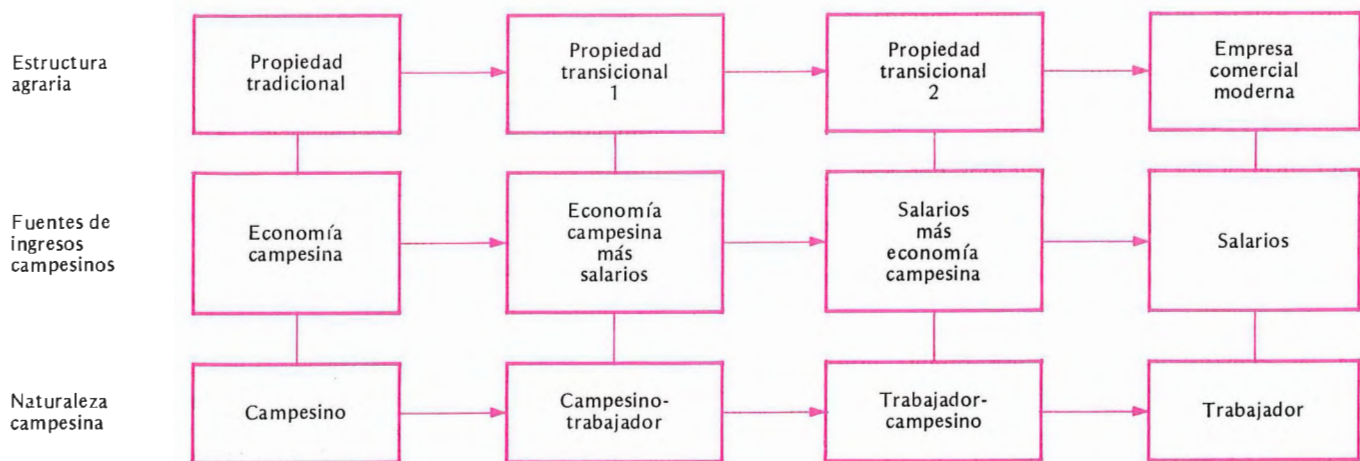 Estructura
agraria
Propiedad
tradicional
Propiedad
transicional
1
Propiedad
transicional
2
Empresa
comercial
moderna
Fuentes de
ingresos
campesinos
Economía
campesina
Economía
campesina
más
salarios
Salarios
más
economía
campesina
Salarios
Naturaleza
campesina
Campesino
Campesino-
trabajador
Trabajador-
campesino
Trabajador